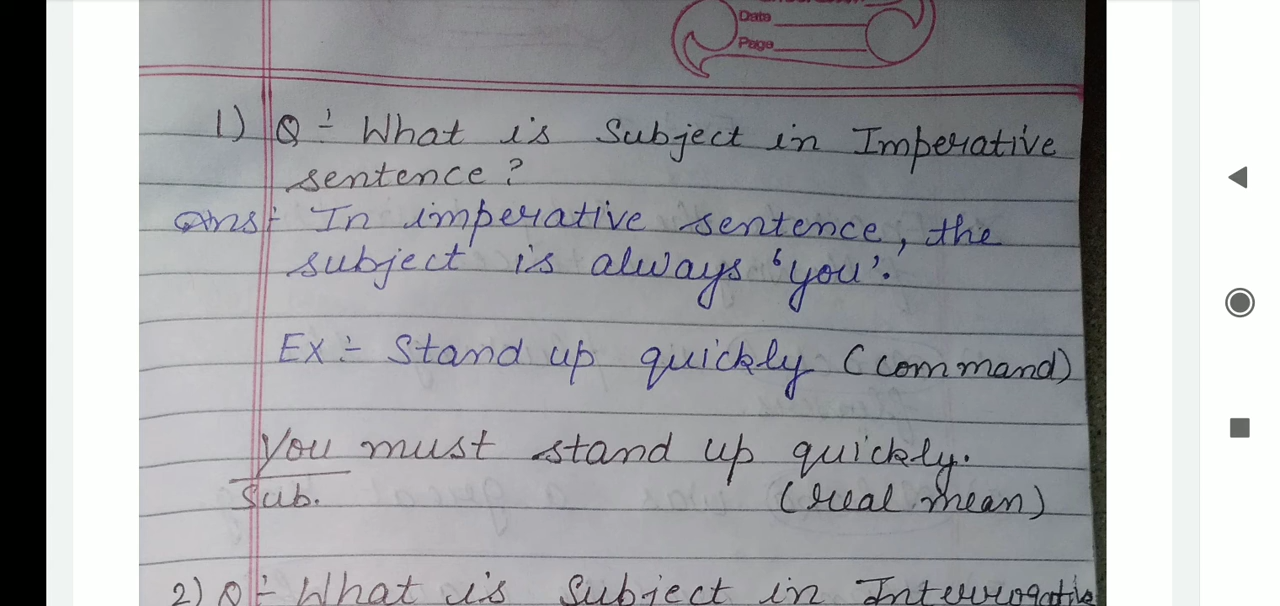 Date
Page
1) Q÷ What is Subject in Imperative
sentence?
Ans÷ In imperative sentence, the
subject is always 'you'.
Ex÷ Stand up quickly (command)
You must stand up quickly.
Sub. (real mean)
2) Q÷ What is Subject in Interrogative